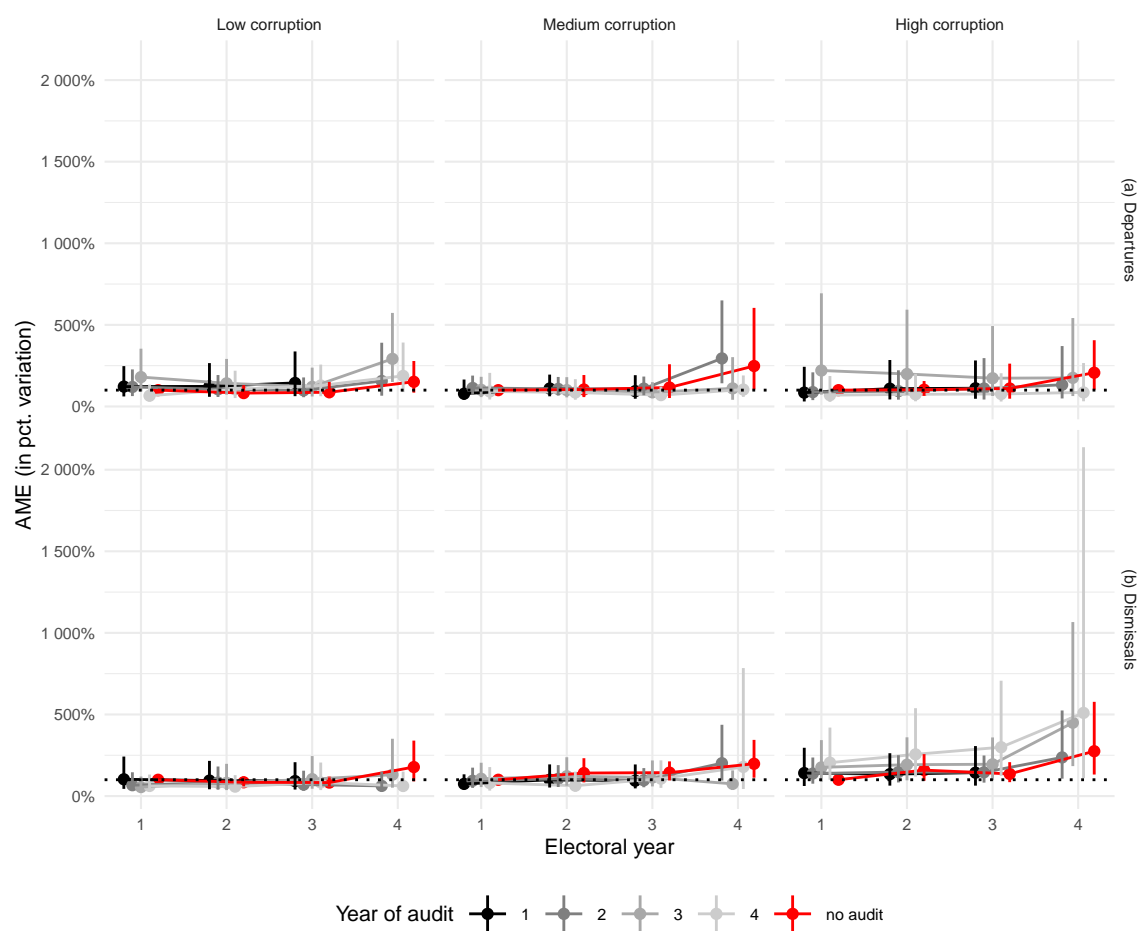 Low corruption
Medium corruption
High corruption
2 000%
1 500%
1 000%
500%
0%
(a) Departures
AME (in pct. variation)
2 000%
1 500%
1 000%
500%
0%
(b) Dismissals
1 2 3 4 1 2 3 4 1 2 3 4
Electoral year
Year of audit 1 2 3 4 no audit